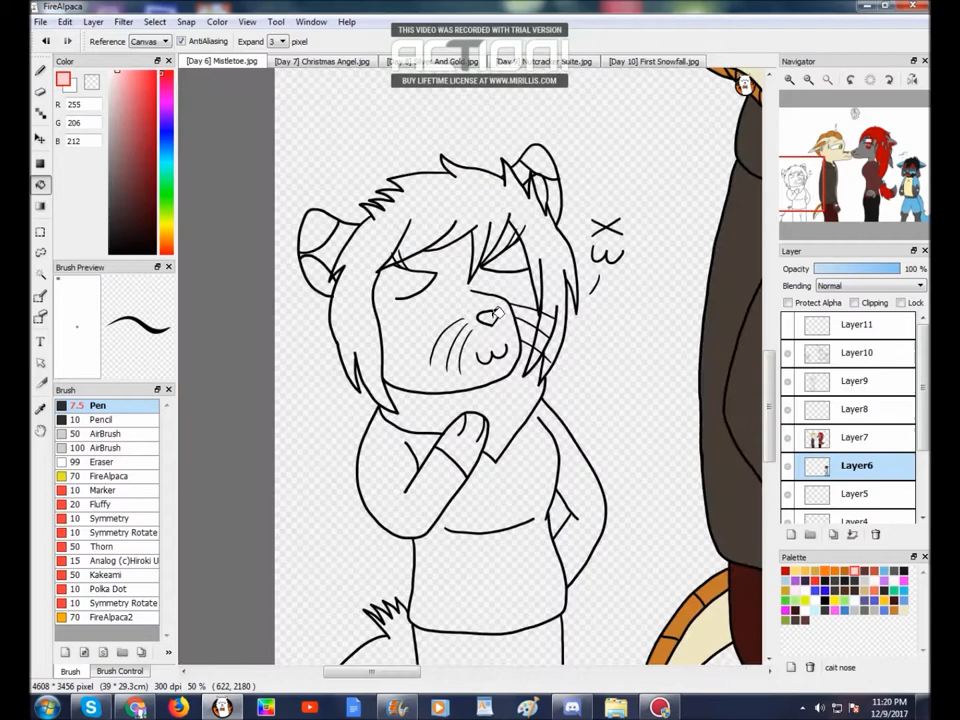 FireAlpaca
File Edit Layer Filter Select Snap Color View Tool Window Help
THIS VIDEO WAS RECORDED WITH TRIAL VERSION
ACTION!
BUY LIFETIME LICENSE AT WWW.MIRILLIS.COM
Reference Canvas AntiAliasing Expand 3 pixel
[Day 6] Mistletoe.jpg [Day 7] Christmas Angel.jpg And Gold.jpg Nutcracker Suite.jpg [Day 10] First Snowfall.jpg
Color
R 255
G 206
B 212
Brush Preview
Brush
7.5 Pen
10 Pencil
50 AirBrush
100 AirBrush
99 Eraser
70 FireAlpaca
10 Marker
20 Fluffy
10 Symmetry
10 Symmetry Rotate
50 Thorn
15 Analog (c)Hiroki U
50 Kakeami
10 Polka Dot
10 Symmetry Rotate
70 FireAlpaca2
Brush Brush Control
4608 * 3456 pixel (39 * 29.3cm) 300 dpi 50 % (622, 2180)
X3
Navigator
Layer
Opacity 100 %
Blending Normal
Protect Alpha Clipping Lock
Layer11
Layer10
Layer9
Layer8
Layer7
Layer6
Layer5
Layer4
Palette
cait nose
11:20 PM
12/9/2017